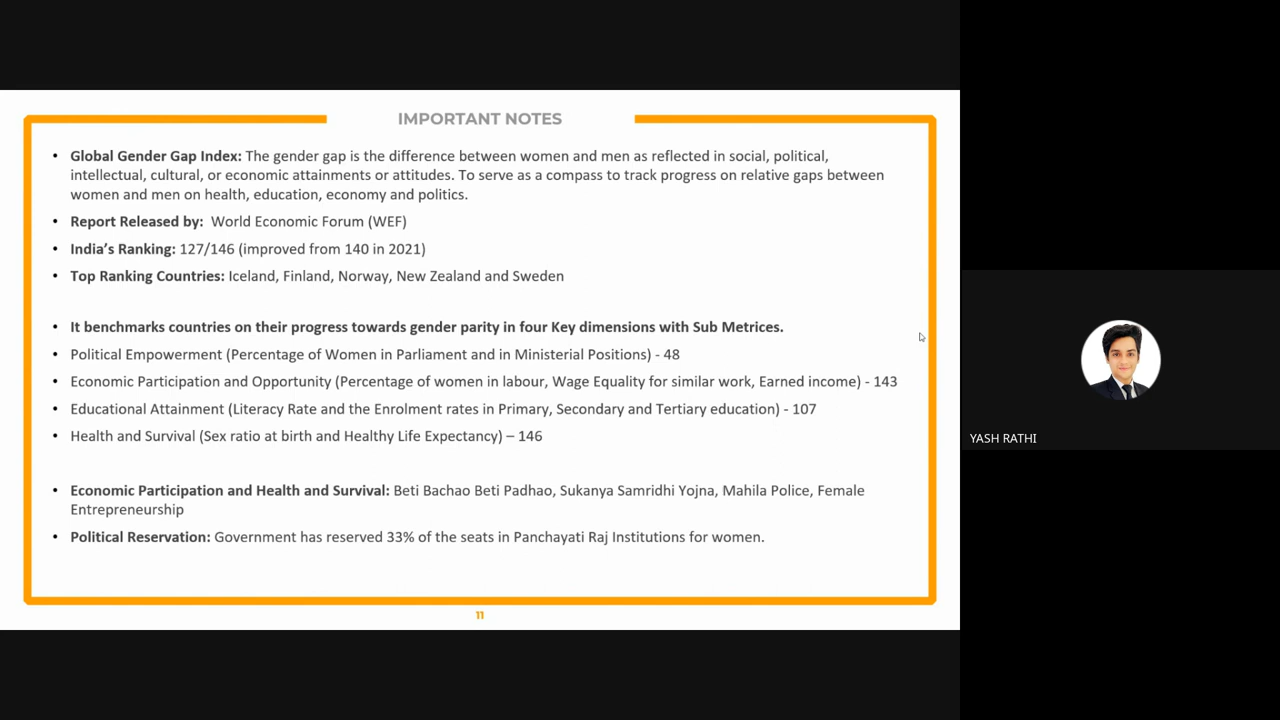 IMPORTANT NOTES
• Global Gender Gap Index: The gender gap is the difference between women and men as reflected in social, political,
intellectual, cultural, or economic attainments or attitudes. To serve as a compass to track progress on relative gaps between
women and men on health, education, economy and politics.
• Report Released by: World Economic Forum (WEF)
• India’s Ranking: 127/146 (improved from 140 in 2021)
• Top Ranking Countries: Iceland, Finland, Norway, New Zealand and Sweden
• It benchmarks countries on their progress towards gender parity in four Key dimensions with Sub Metrices.
• Political Empowerment (Percentage of Women in Parliament and in Ministerial Positions) - 48
• Economic Participation and Opportunity (Percentage of women in labour, Wage Equality for similar work, Earned income) - 143
• Educational Attainment (Literacy Rate and the Enrolment rates in Primary, Secondary and Tertiary education) - 107
• Health and Survival (Sex ratio at birth and Healthy Life Expectancy) – 146
• Economic Participation and Health and Survival: Beti Bachao Beti Padhao, Sukanya Samridhi Yojna, Mahila Police, Female
Entrepreneurship
• Political Reservation: Government has reserved 33% of the seats in Panchayati Raj Institutions for women.
11
YASH RATHI